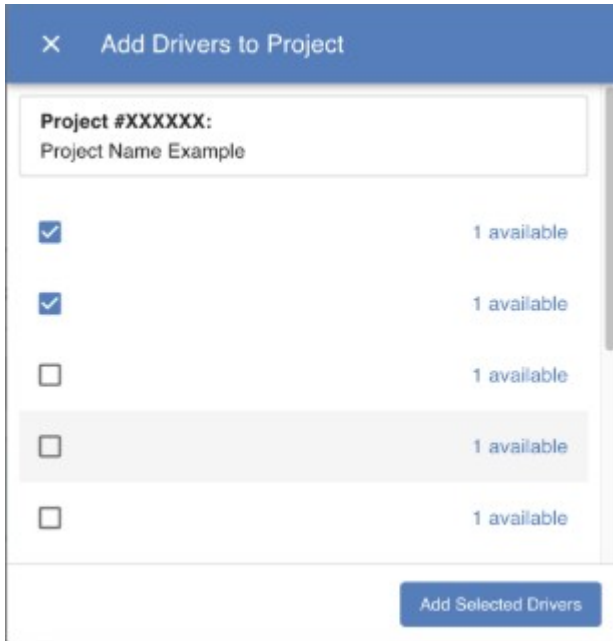 Add Drivers to Project
Project #XXXXXX:
Project Name Example
1 available
1 available
1 available
1 available
1 available
Add Selected Drivers